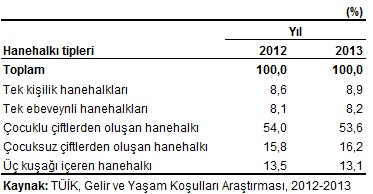 (%)
Yıl
Hanehalkı tipleri 2012 2013
Toplam 100,0 100,0
Tek kişilik hanehalkları 8,6 8,9
Tek ebeveynli hanehalkları 8,1 8,2
Çocuklu çiftlerden oluşan hanehalkı 54,0 53,6
Çocuksuz çiftlerden oluşan hanehalkı 15,8 16,2
Üç kuşağı içeren hanehalkı 13,5 13,1
Kaynak: TÜİK, Gelir ve Yaşam Koşulları Araştırması, 2012-2013